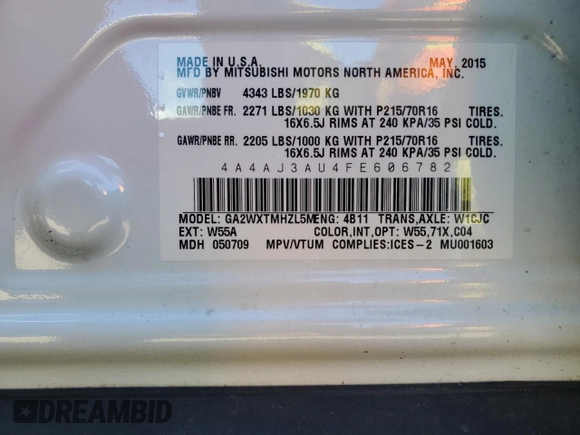 MADE IN U.S.A. MAY, 2015
MFD BY MITSUBISHI MOTORS NORTH AMERICA, INC.
GVWR/PNBV 4343 LBS/1970 KG
GAWR/PNBE FR. 2271 LBS/1030 KG WITH P215/70R16 TIRES.
16X6.5J RIMS AT 240 KPA/35 PSI COLD.
GAWR/PNBE RR. 2205 LBS/1000 KG WITH P215/70R16 TIRES.
16X6.5J RIMS AT 240 KPA/35 PSI COLD.
4A4AJ3AU4FE606782
MODEL: GA2WXTMHZL5M ENG: 4B11 TRANS,AXLE: W1CJC
EXT: W55A COLOR,INT,OPT: W55,71X,C04
MDH 050709 MPV/VTUM COMPLIES:ICES-2 MU001603
DREAMBID